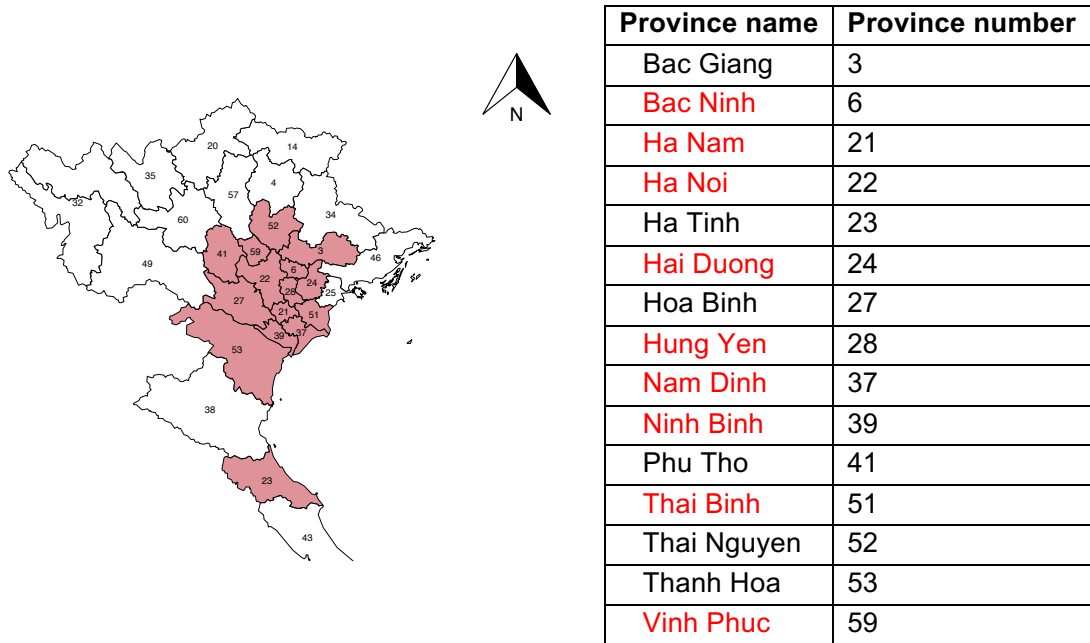 N
20
14
35
4
57
32
34
60
52
3
46
59
41
49
6
22
24
28
25
27
21
51
37
39
53
38
23
43
Province name Province number
Bac Giang 3
Bac Ninh 6
Ha Nam 21
Ha Noi 22
Ha Tinh 23
Hai Duong 24
Hoa Binh 27
Hung Yen 28
Nam Dinh 37
Ninh Binh 39
Phu Tho 41
Thai Binh 51
Thai Nguyen 52
Thanh Hoa 53
Vinh Phuc 59